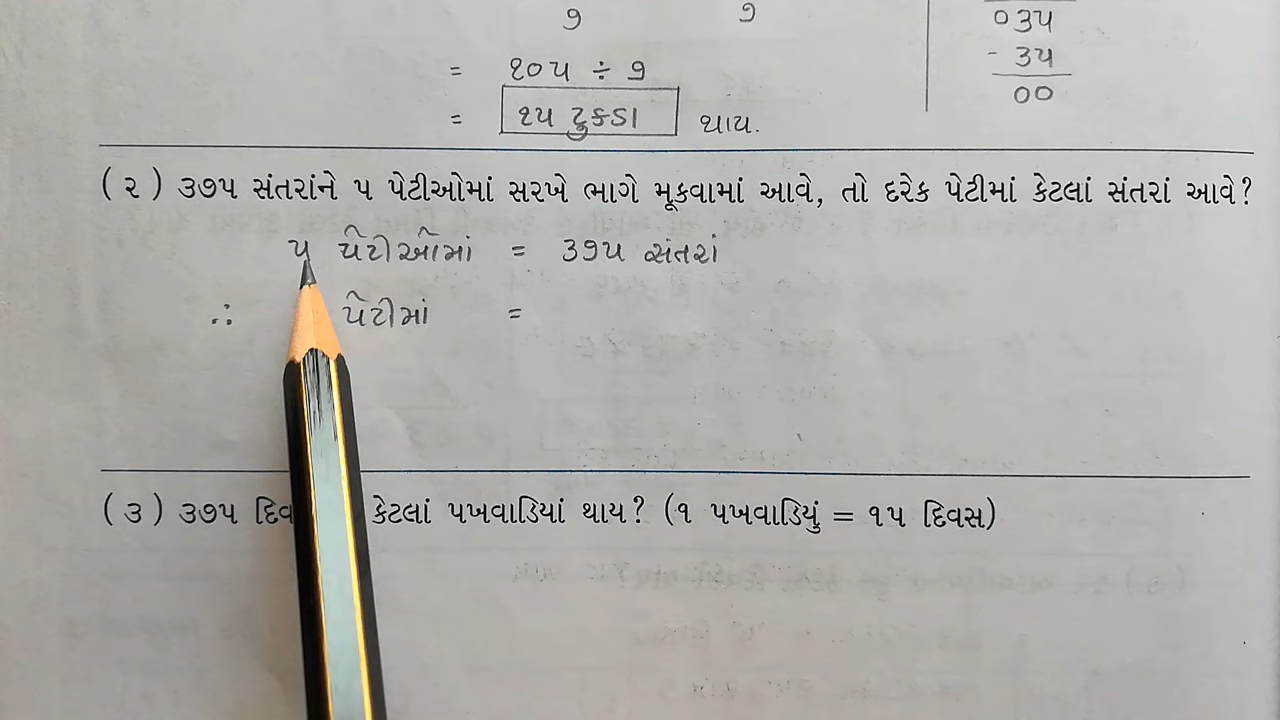 ૭ ૭ ૦૩૫
= ૧૦૫ ÷ ૭ - ૩૫
= ૧૫ ટુકડા થાય. ૦૦
(૨) ૩૭૫ સંતરાંને ૫ પેટીઓમાં સરખે ભાગે મૂકવામાં આવે, તો દરેક પેટીમાં કેટલાં સંતરાં આવે?
૫ પેટીઓમાં = ૩૭૫ સંતરાં
∴ પેટીમાં =
(૩) ૩૭૫ દિવ કેટલાં પખવાડિયાં થાય? (૧ પખવાડિયું = ૧૫ દિવસ)